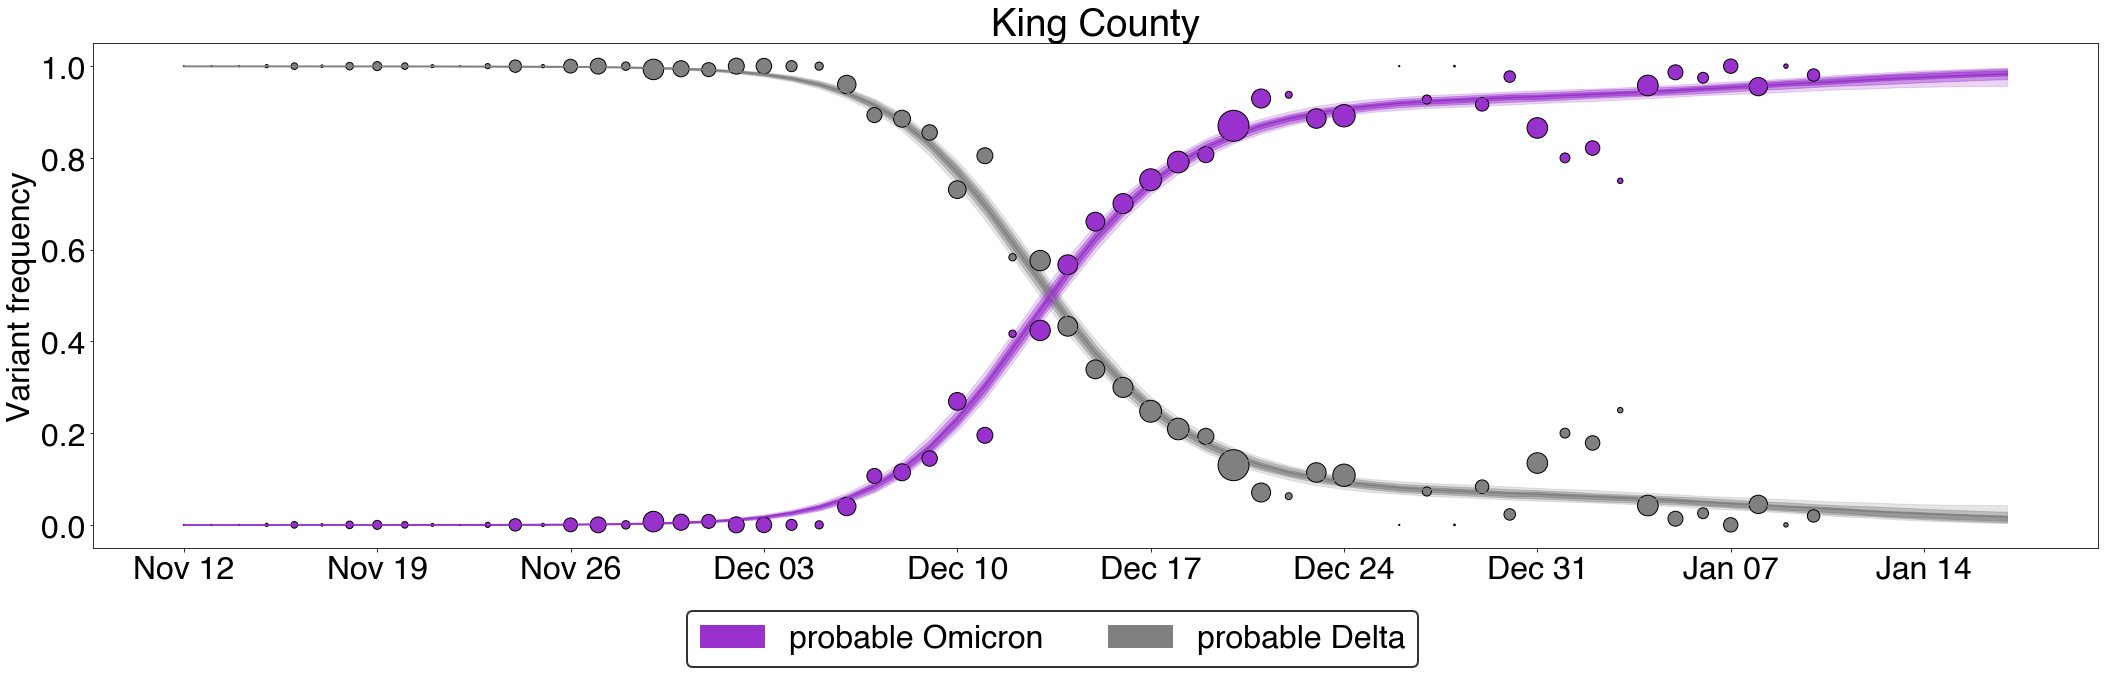 King County
Variant frequency
1.0
0.8
0.6
0.4
0.2
0.0
Nov 12 Nov 19 Nov 26 Dec 03 Dec 10 Dec 17 Dec 24 Dec 31 Jan 07 Jan 14
probable Omicron probable Delta